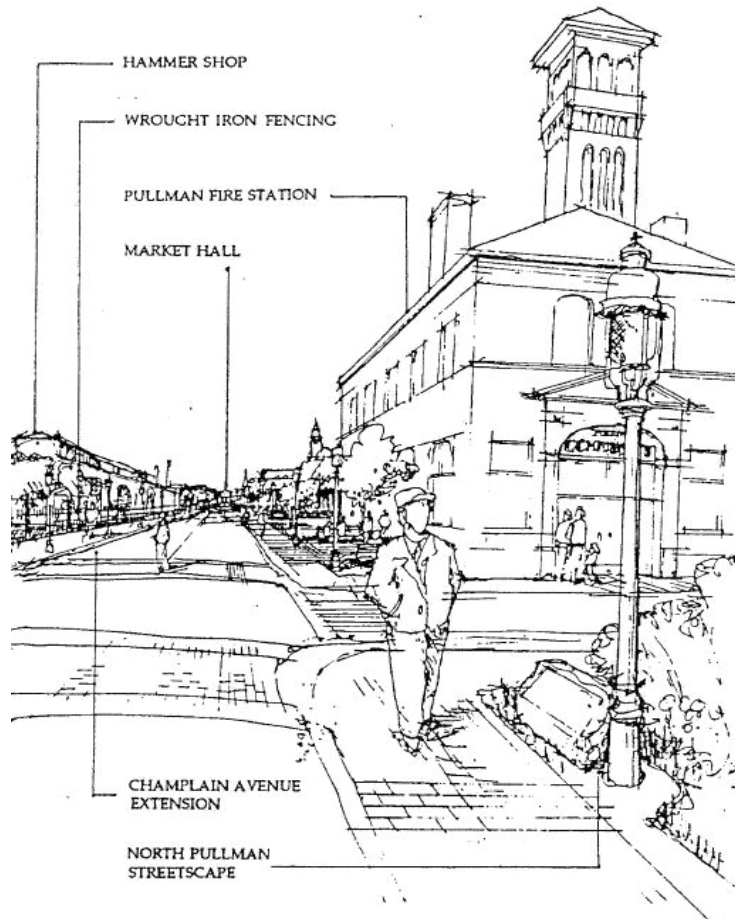 HAMMER SHOP
WROUGHT IRON FENCING
PULLMAN FIRE STATION
MARKET HALL
CHAMPLAIN AVENUE
EXTENSION
NORTH PULLMAN
STREETSCAPE